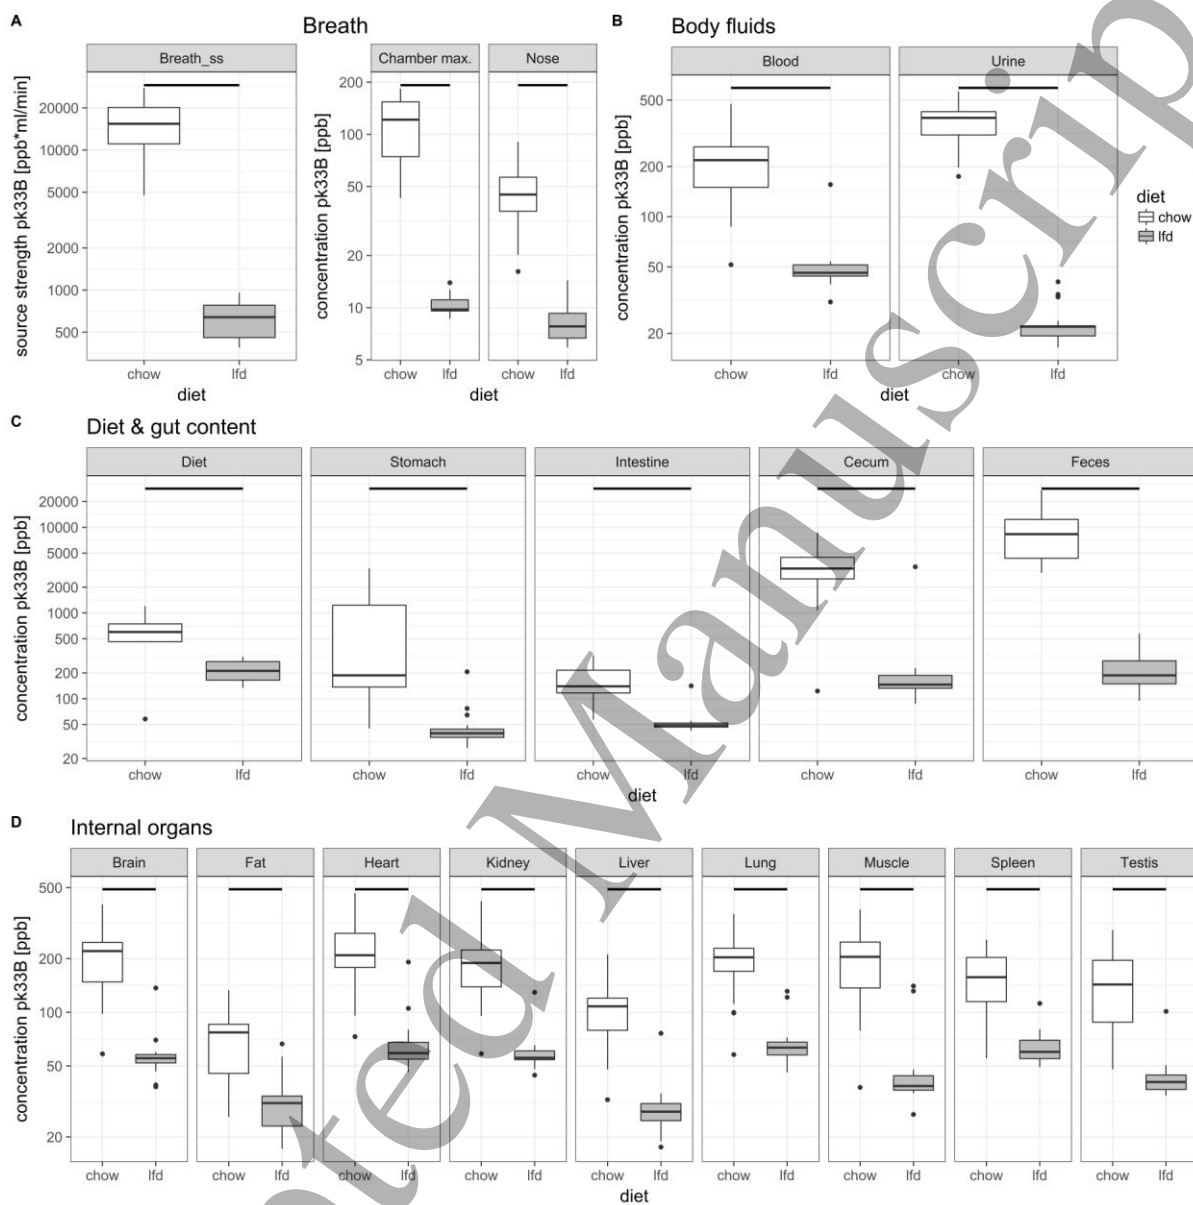 A Breath
Breath_ss Chamber max. Nose
source strength pk33B [ppb*ml/min]
20000
10000
5000
2000
1000
500
chow lfd
diet
concentration pk33B [ppb]
200
100
50
20
10
5
chow lfd chow lfd
diet
B Body fluids
Blood Urine
concentration pk33B [ppb]
500
200
100
50
20
chow lfd chow lfd
diet
diet
chow
lfd
C Diet & gut content
Diet Stomach Intestine Cecum Feces
concentration pk33B [ppb]
20000
10000
5000
2000
1000
500
200
100
50
20
chow lfd chow lfd chow lfd chow lfd chow lfd
diet
D Internal organs
Brain Fat Heart Kidney Liver Lung Muscle Spleen Testis
concentration pk33B [ppb]
500
200
100
50
20
chow lfd chow lfd chow lfd chow lfd chow lfd chow lfd chow lfd chow lfd chow lfd
diet
pted Manuscrip